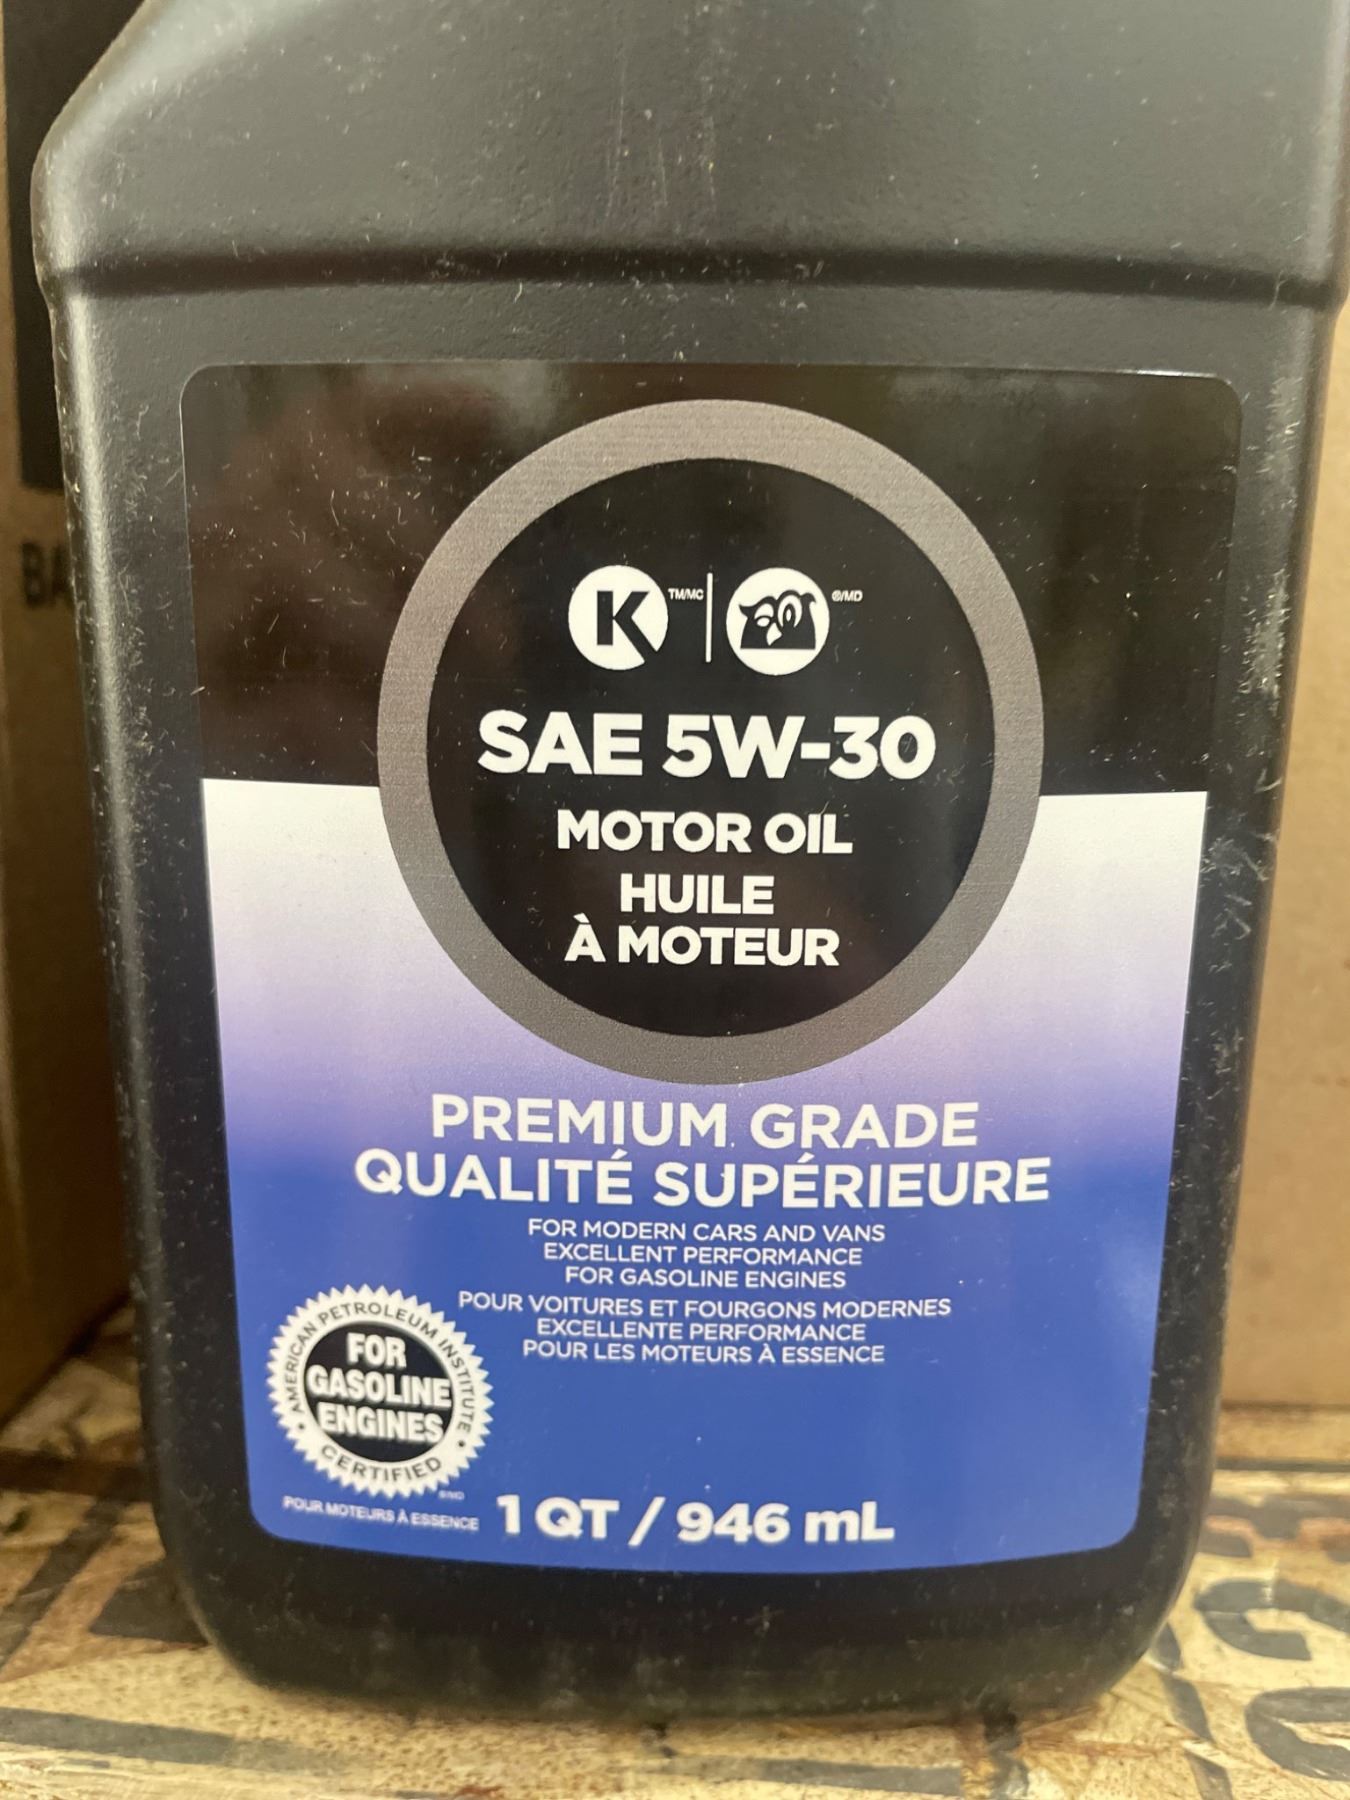 BA
K TM/MC ®/MD
SAE 5W-30
MOTOR OIL
HUILE
À MOTEUR
PREMIUM GRADE
QUALITÉ SUPÉRIEURE
FOR MODERN CARS AND VANS
EXCELLENT PERFORMANCE
FOR GASOLINE ENGINES
POUR VOITURES ET FOURGONS MODERNES
EXCELLENTE PERFORMANCE
POUR LES MOTEURS À ESSENCE
AMERICAN PETROLEUM INSTITUTE
FOR
GASOLINE
ENGINES
CERTIFIED
POUR MOTEURS À ESSENCE
1 QT / 946 mL